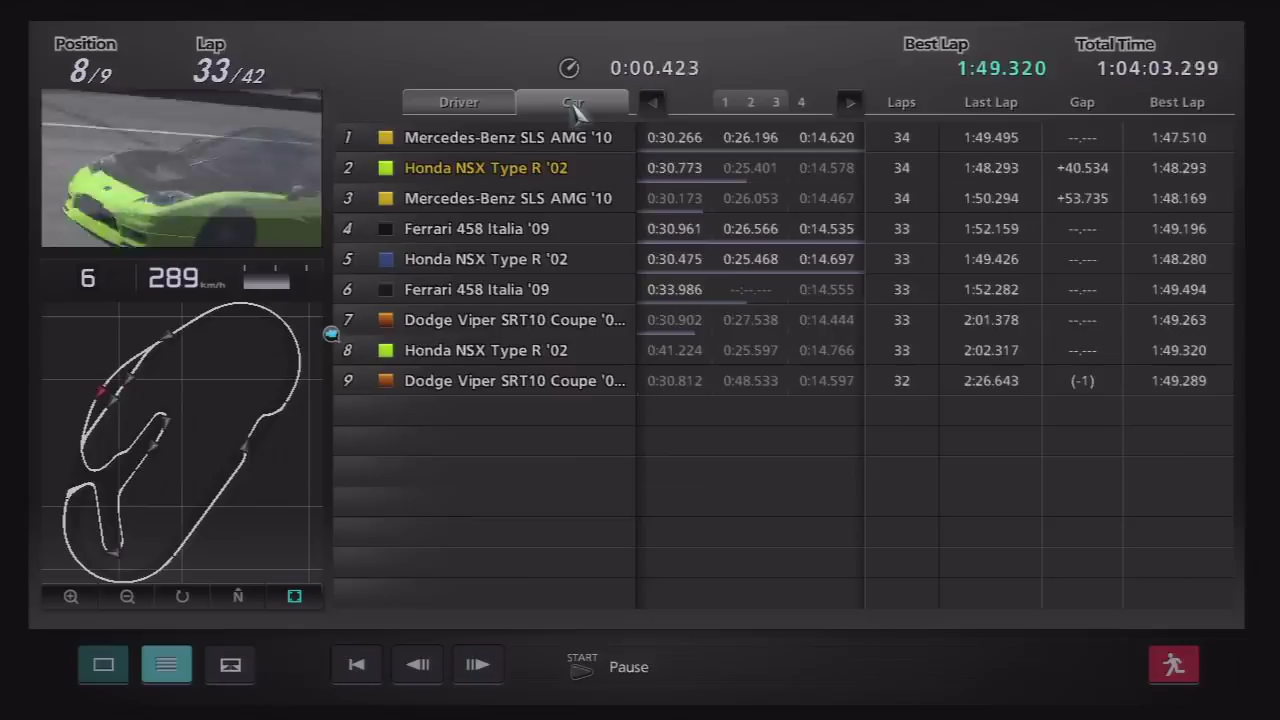 Position Lap Best Lap Total Time
8/9 33/42 0:00.423 1:49.320 1:04:03.299
Driver Car 1 2 3 4 Laps Last Lap Gap Best Lap
1 Mercedes-Benz SLS AMG '10 0:30.266 0:26.196 0:14.620 34 1:49.495 --.--- 1:47.510
2 Honda NSX Type R '02 0:30.773 0:25.401 0:14.578 34 1:48.293 +40.534 1:48.293
3 Mercedes-Benz SLS AMG '10 0:30.173 0:26.053 0:14.467 34 1:50.294 +53.735 1:48.169
4 Ferrari 458 Italia '09 0:30.961 0:26.566 0:14.535 33 1:52.159 --.--- 1:49.196
5 Honda NSX Type R '02 0:30.475 0:25.468 0:14.697 33 1:49.426 --.--- 1:48.280
6 Ferrari 458 Italia '09 0:33.986 --:--.--- 0:14.555 33 1:52.282 --.--- 1:49.494
7 Dodge Viper SRT10 Coupe '0... 0:30.902 0:27.538 0:14.444 33 2:01.378 --.--- 1:49.263
8 Honda NSX Type R '02 0:41.224 0:25.597 0:14.766 33 2:02.317 --.--- 1:49.320
9 Dodge Viper SRT10 Coupe '0... 0:30.812 0:48.533 0:14.597 32 2:26.643 (-1) 1:49.289
6 289 km/h
N
START Pause